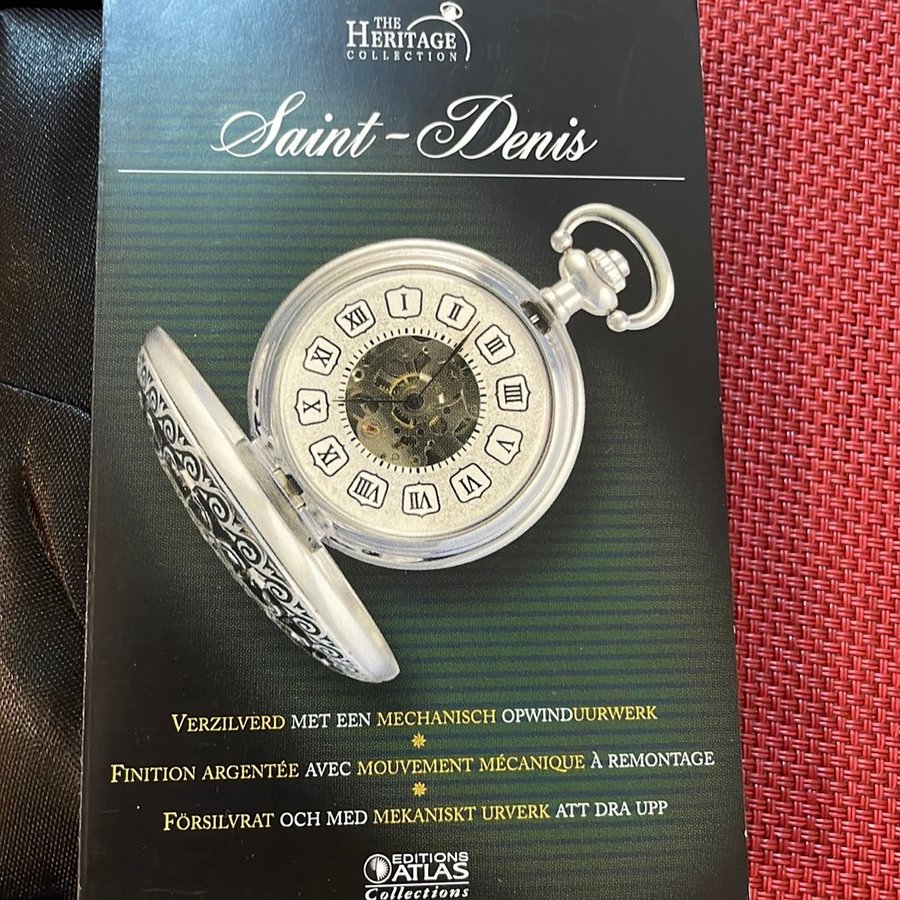 THE
HERITAGE
COLLECTION
Saint-Denis
I
II
III
IIII
V
VI
VII
VIII
IX
X
XI
XII
VERZILVERD MET EEN MECHANISCH OPWINDUURWERK
FINITION ARGENTÉE AVEC MOUVEMENT MÉCANIQUE À REMONTAGE
FÖRSILVRAT OCH MED MEKANISKT URVERK ATT DRA UPP
EDITIONS
ATLAS
Collections